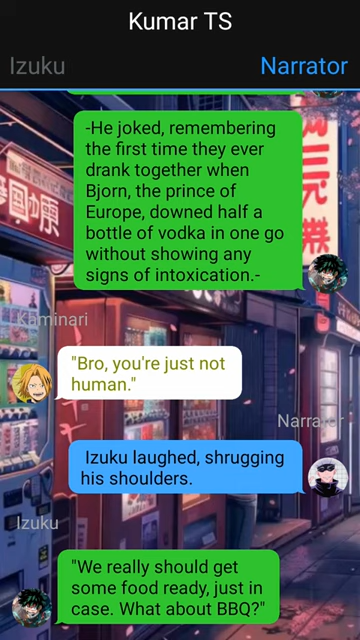 Kumar TS
Izuku
Narrator
-He joked, remembering
the first time they ever
drank together when
Bjorn, the prince of
Europe, downed half a
bottle of vodka in one go
without showing any
signs of intoxication.-
Kaminari
"Bro, you're just not
human."
Narrator
Izuku laughed, shrugging
his shoulders.
Izuku
"We really should get
some food ready, just in
case. What about BBQ?"